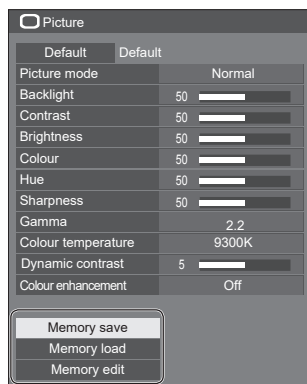 Picture
Default Default
Picture mode Normal
Backlight 50
Contrast 50
Brightness 50
Colour 50
Hue 50
Sharpness 50
Gamma 2.2
Colour temperature 9300K
Dynamic contrast 5
Colour enhancement Off
Memory save
Memory load
Memory edit